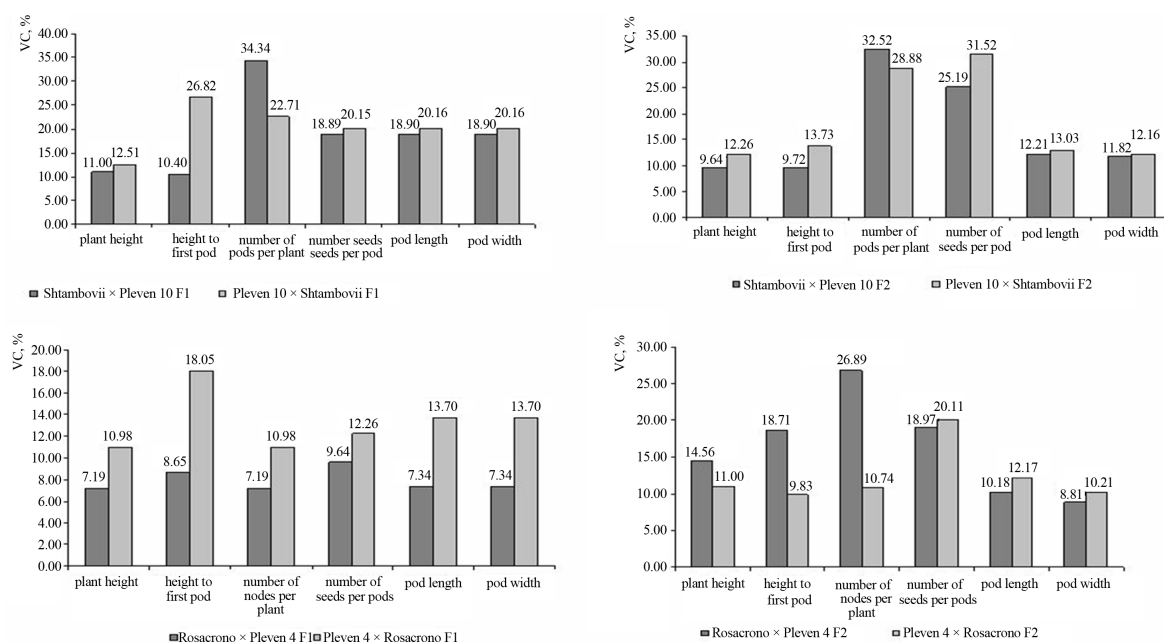 VC, %
40.00
35.00
30.00
25.00
20.00
15.00
10.00
5.00
0.00
11.00 12.51
10.40 26.82
34.34 22.71
18.89 20.15
18.90 20.16
18.90 20.16
plant height
height to
first pod
number of
pods per plant
number seeds
seeds per pod
pod length
pod width
Shtambovii × Pleven 10 F1 Pleven 10 × Shtambovii F1
VC, %
35.00
30.00
25.00
20.00
15.00
10.00
5.00
0.00
9.64 12.26
9.72 13.73
32.52 28.88
25.19 31.52
12.21 13.03
11.82 12.16
plant height
height to
first pod
number of
pods per plant
number of
seeds per pod
pod length
pod width
Shtambovii × Pleven 10 F2 Pleven 10 × Shtambovii F2
VC, %
20.00
18.00
16.00
14.00
12.00
10.00
8.00
6.00
4.00
2.00
0.00
7.19 10.98
8.65 18.05
7.19 10.98
9.64 12.26
7.34 13.70
7.34 13.70
plant height
height to
first pod
number of
nodes per
plant
number of
seeds per pods
pod length
pod width
Rosacrono × Pleven 4 F1 Pleven 4 × Rosacrono F1
VC, %
30.00
25.00
20.00
15.00
10.00
5.00
0.00
14.56 11.00
18.71 9.83
26.89 10.74
18.97 20.11
10.18 12.17
8.81 10.21
plant height
height to
first pod
number of
nodes per
plant
number of
seeds per pods
pod length
pod width
Rosacrono × Pleven 4 F2 Pleven 4 × Rosacrono F2